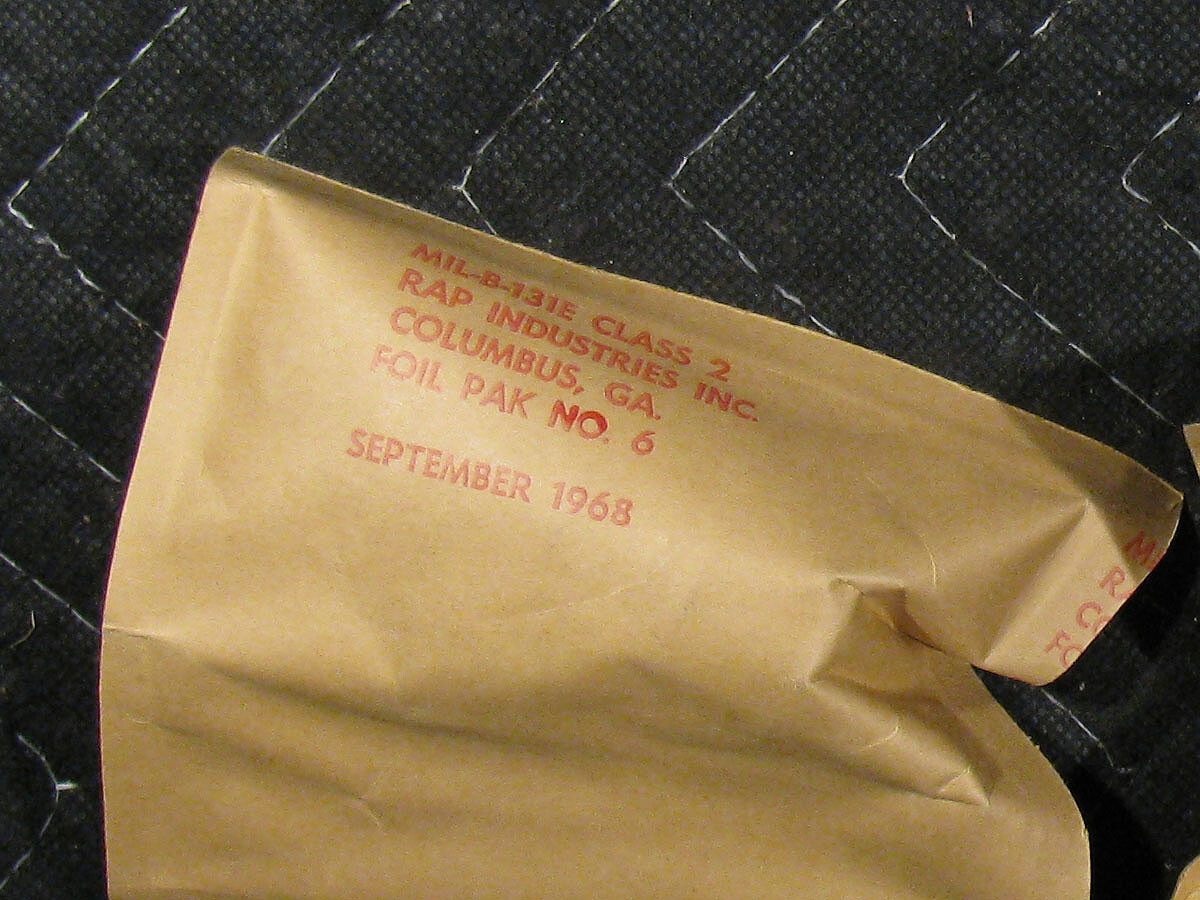 MIL-B-131E CLASS 2
RAP INDUSTRIES INC.
COLUMBUS, GA.
FOIL PAK NO. 6
SEPTEMBER 1968